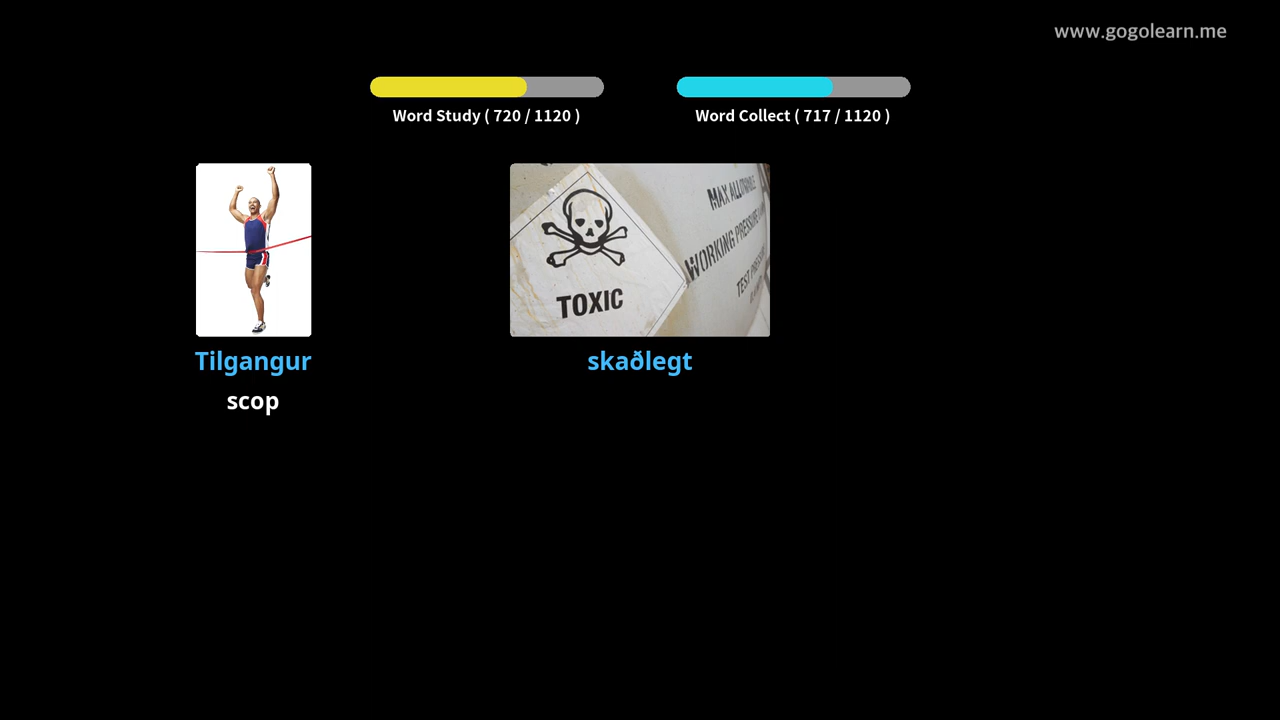 www.gogolearn.me
Word Study ( 720 / 1120 )
Word Collect ( 717 / 1120 )
TOXIC
MAX
WORKING PRESSURE
TEST
Tilgangur
skaðlegt
scop